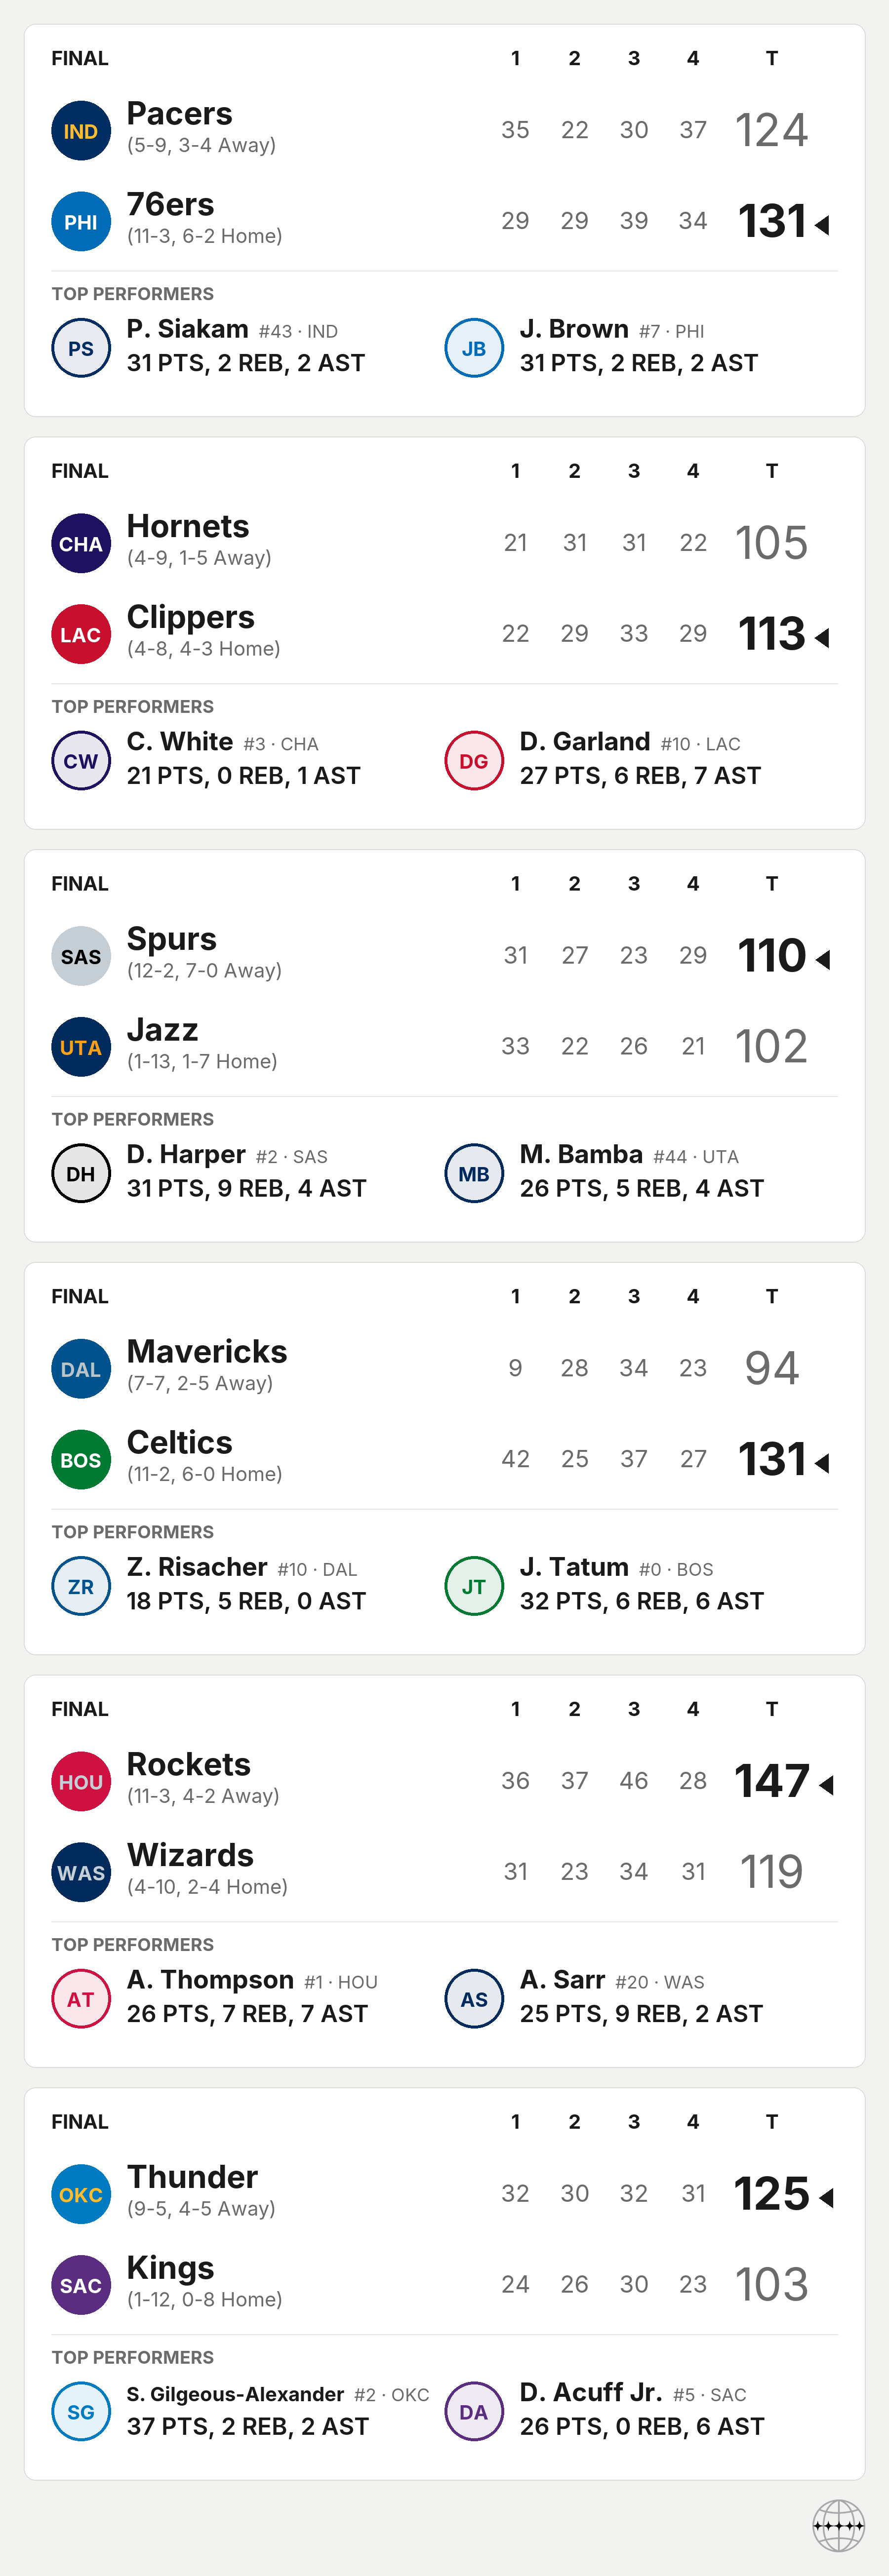 FINAL 1 2 3 4 T
IND Pacers 35 22 30 37 124
(5-9, 3-4 Away)
PHI 76ers 29 29 39 34 131
(11-3, 6-2 Home)
TOP PERFORMERS
PS P. Siakam #43 · IND
31 PTS, 2 REB, 2 AST
JB J. Brown #7 · PHI
31 PTS, 2 REB, 2 AST
FINAL 1 2 3 4 T
CHA Hornets 21 31 31 22 105
(4-9, 1-5 Away)
LAC Clippers 22 29 33 29 113
(4-8, 4-3 Home)
TOP PERFORMERS
CW C. White #3 · CHA
21 PTS, 0 REB, 1 AST
DG D. Garland #10 · LAC
27 PTS, 6 REB, 7 AST
FINAL 1 2 3 4 T
SAS Spurs 31 27 23 29 110
(12-2, 7-0 Away)
UTA Jazz 33 22 26 21 102
(1-13, 1-7 Home)
TOP PERFORMERS
DH D. Harper #2 · SAS
31 PTS, 9 REB, 4 AST
MB M. Bamba #44 · UTA
26 PTS, 5 REB, 4 AST
FINAL 1 2 3 4 T
DAL Mavericks 9 28 34 23 94
(7-7, 2-5 Away)
BOS Celtics 42 25 37 27 131
(11-2, 6-0 Home)
TOP PERFORMERS
ZR Z. Risacher #10 · DAL
18 PTS, 5 REB, 0 AST
JT J. Tatum #0 · BOS
32 PTS, 6 REB, 6 AST
FINAL 1 2 3 4 T
HOU Rockets 36 37 46 28 147
(11-3, 4-2 Away)
WAS Wizards 31 23 34 31 119
(4-10, 2-4 Home)
TOP PERFORMERS
AT A. Thompson #1 · HOU
26 PTS, 7 REB, 7 AST
AS A. Sarr #20 · WAS
25 PTS, 9 REB, 2 AST
FINAL 1 2 3 4 T
OKC Thunder 32 30 32 31 125
(9-5, 4-5 Away)
SAC Kings 24 26 30 23 103
(1-12, 0-8 Home)
TOP PERFORMERS
SG S. Gilgeous-Alexander #2 · OKC
37 PTS, 2 REB, 2 AST
DA D. Acuff Jr. #5 · SAC
26 PTS, 0 REB, 6 AST